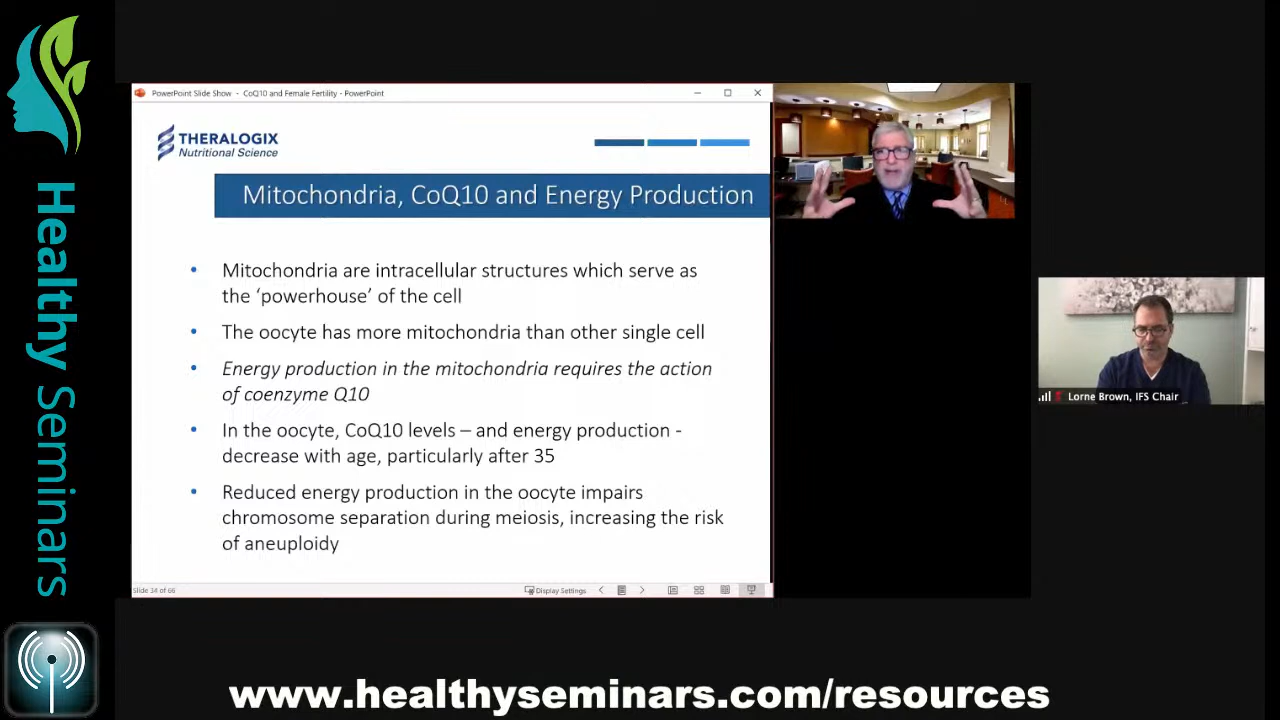 Healthy Seminars
PowerPoint Slide Show - CoQ10 and Female Fertility - PowerPoint
THERALOGIX
Nutritional Science
Mitochondria, CoQ10 and Energy Production
• Mitochondria are intracellular structures which serve as
the ‘powerhouse’ of the cell
• The oocyte has more mitochondria than other single cell
• Energy production in the mitochondria requires the action
of coenzyme Q10
• In the oocyte, CoQ10 levels – and energy production -
decrease with age, particularly after 35
• Reduced energy production in the oocyte impairs
chromosome separation during meiosis, increasing the risk
of aneuploidy
Slide 34 of 66
Display Settings
Lorne Brown, IFS Chair
www.healthyseminars.com/resources